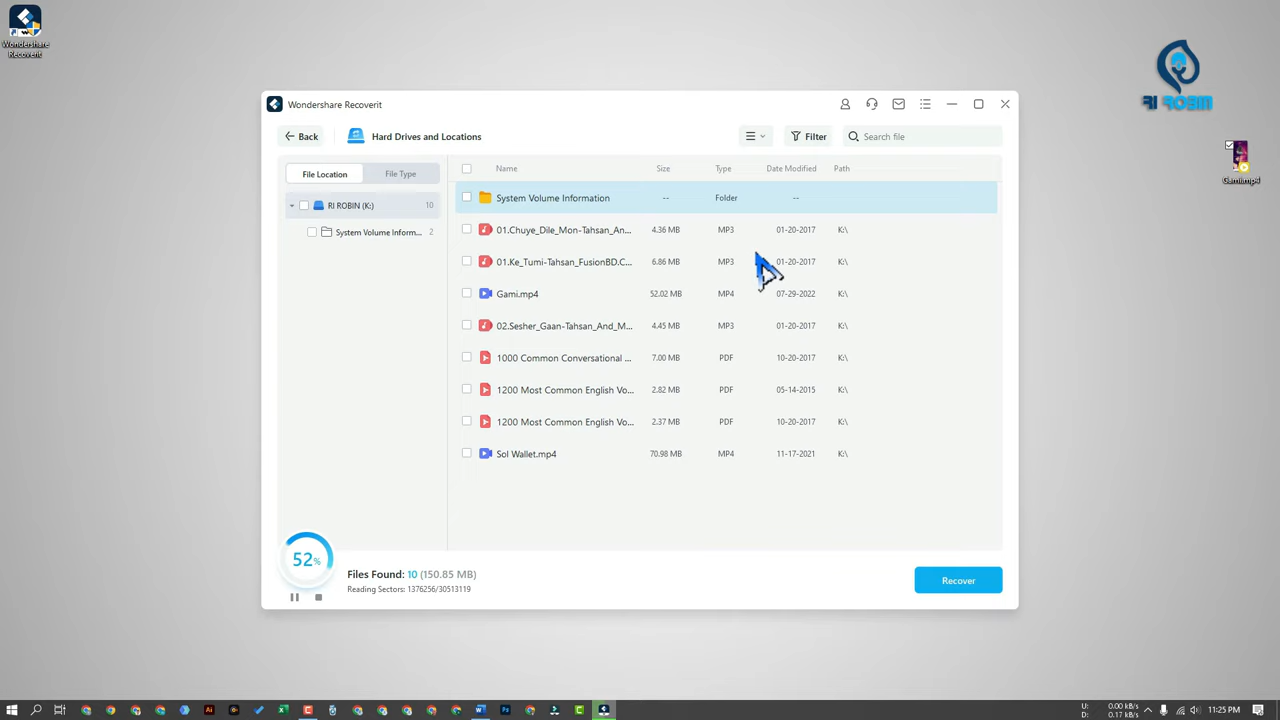 Wondershare
Recoverit
RI ROBIN
Gami.mp4
Wondershare Recoverit
Back
Hard Drives and Locations
Filter
Search file
File Location
File Type
RI ROBIN (K:) 10
System Volume Inform... 2
Name Size Type Date Modified Path
System Volume Information -- Folder --
01.Chuye_Dile_Mon-Tahsan_An... 4.36 MB MP3 01-20-2017 K:\
01.Ke_Tumi-Tahsan_FusionBD.C... 6.86 MB MP3 01-20-2017 K:\
Gami.mp4 52.02 MB MP4 07-29-2022 K:\
02.Sesher_Gaan-Tahsan_And_M... 4.45 MB MP3 01-20-2017 K:\
1000 Common Conversational ... 7.00 MB PDF 10-20-2017 K:\
1200 Most Common English Vo... 2.82 MB PDF 05-14-2015 K:\
1200 Most Common English Vo... 2.37 MB PDF 10-20-2017 K:\
Sol Wallet.mp4 70.98 MB MP4 11-17-2021 K:\
52%
Files Found: 10 (150.85 MB)
Reading Sectors: 1376256/30513119
Recover
U: 0.00 kB/s
D: 0.17 kB/s
11:25 PM